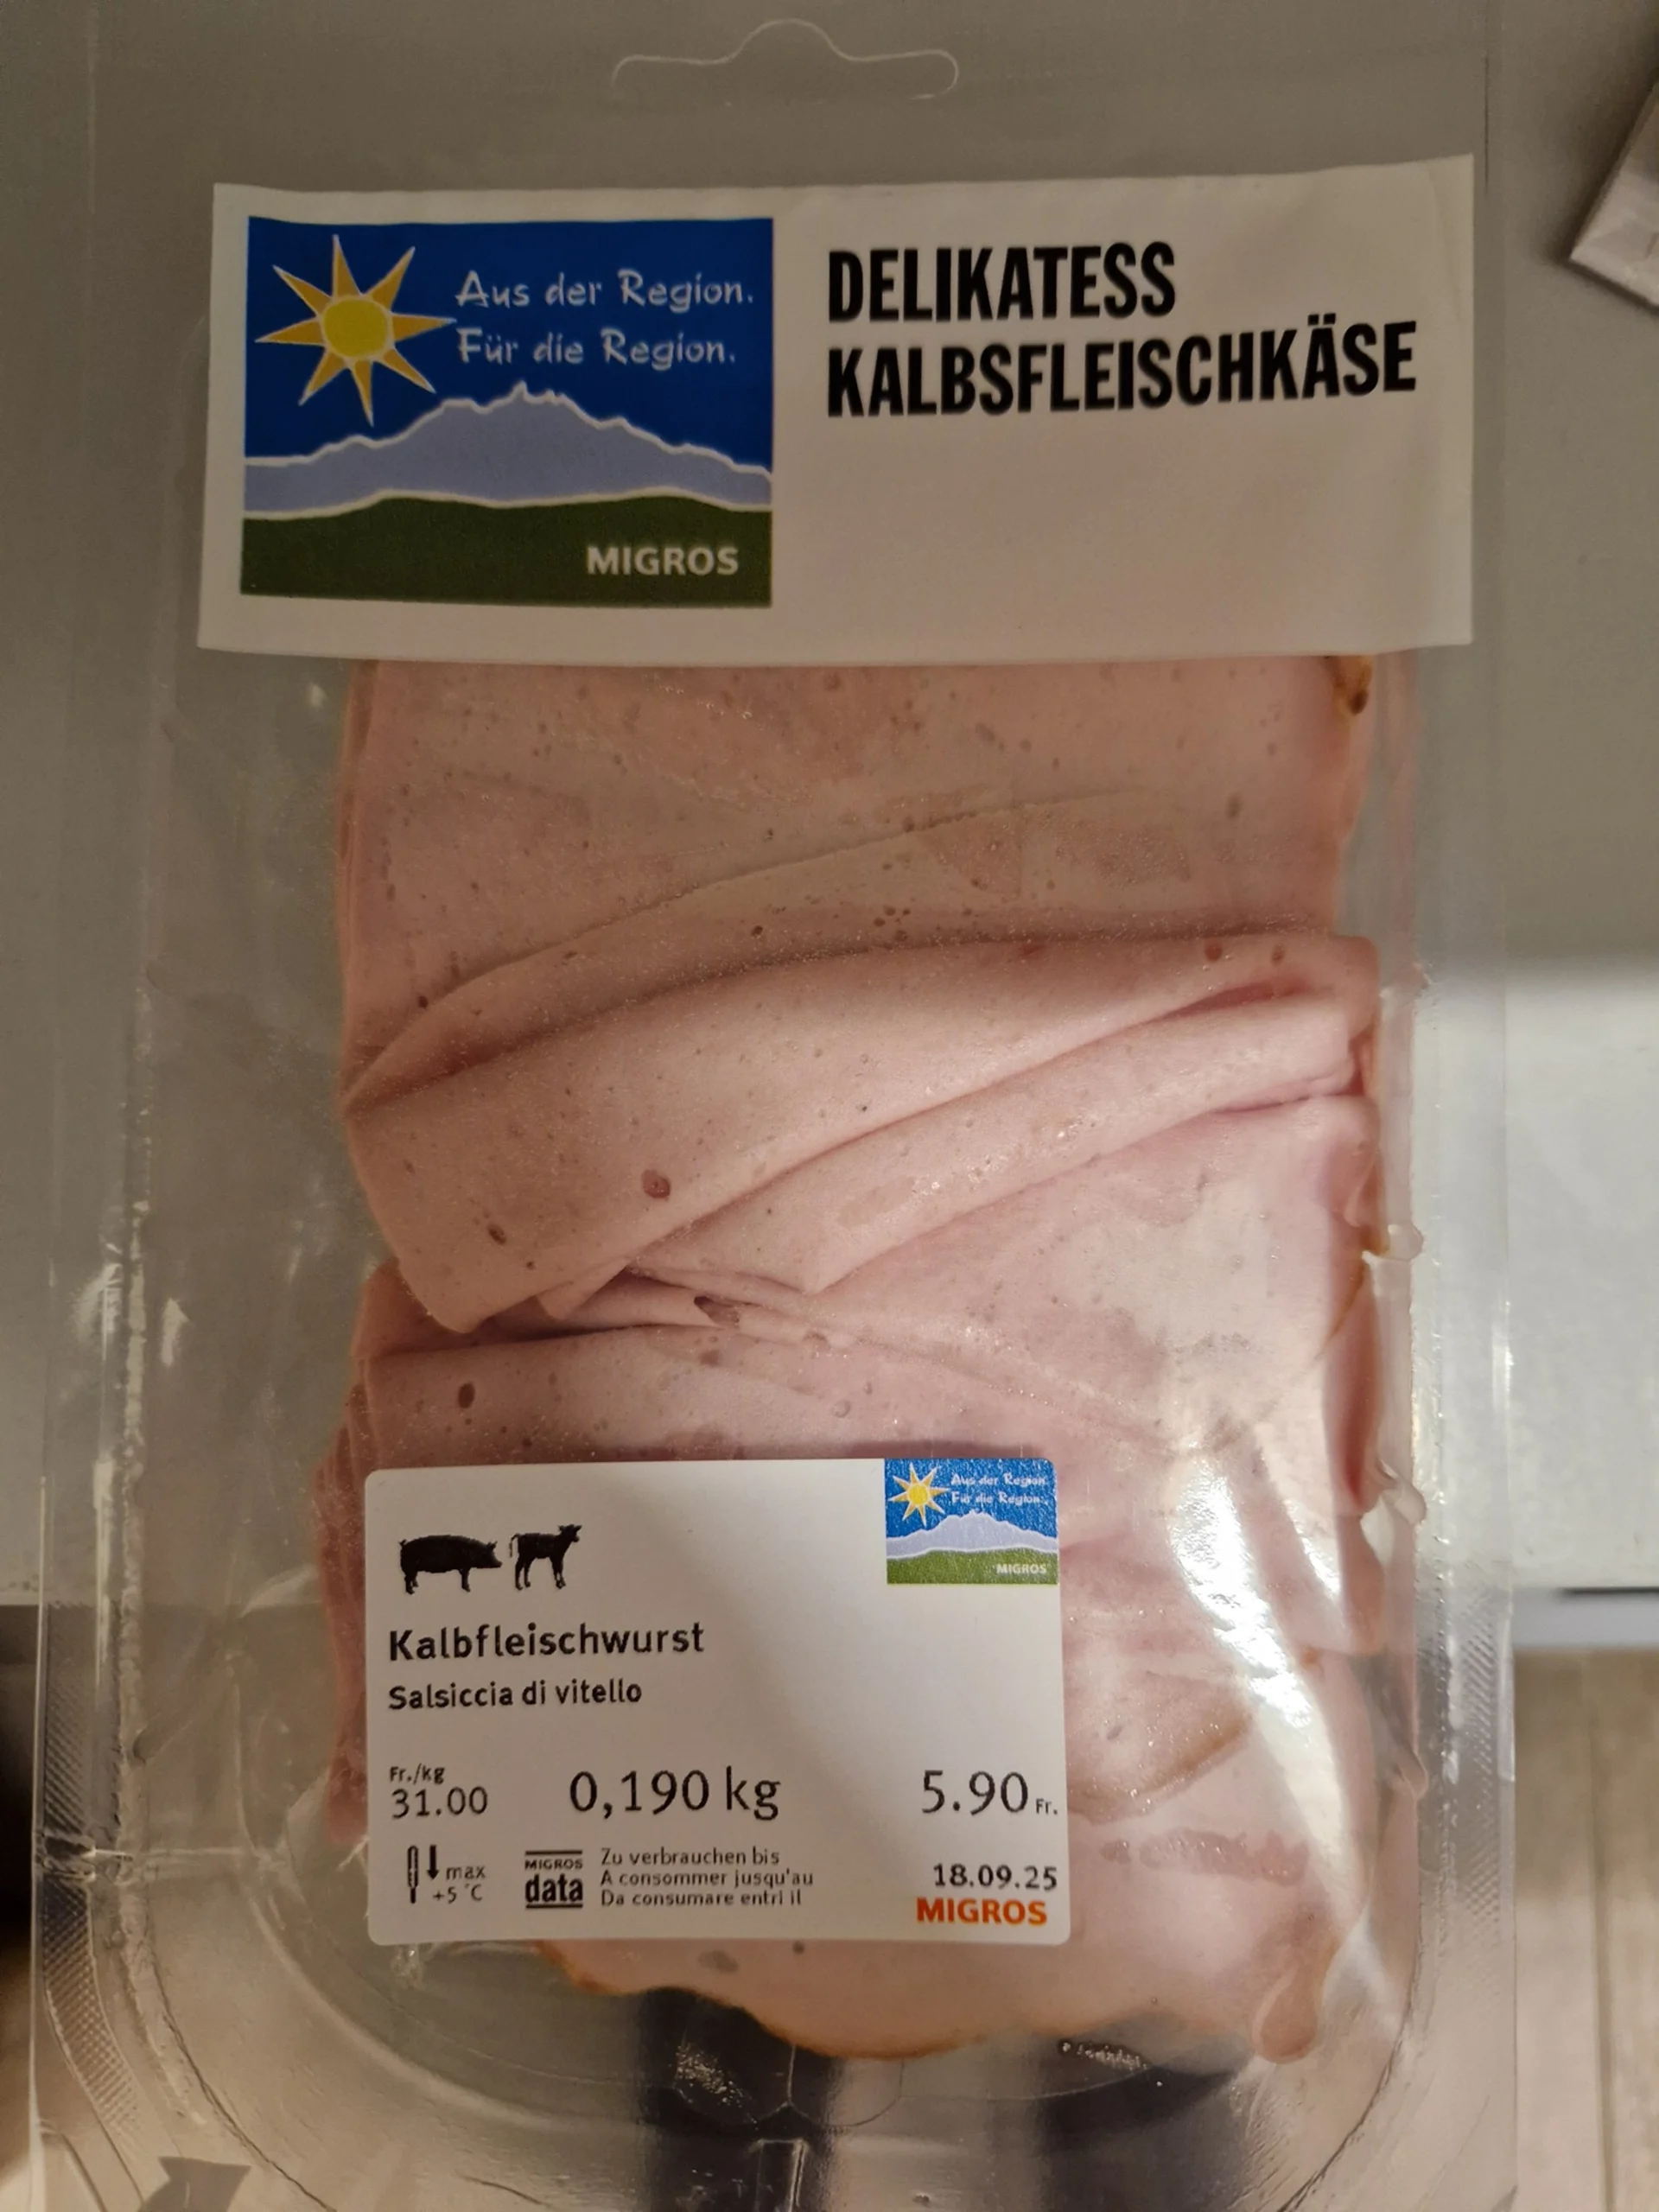 Aus der Region.
Für die Region.
MIGROS
DELIKATESS
KALBSFLEISCHKÄSE
Aus der Region.
Für die Region.
MIGROS
Kalbfleischwurst
Salsiccia di vitello
Fr./kg
31.00
0,190 kg
5.90 Fr.
max
+5 °C
MIGROS
data
Zu verbrauchen bis
A consommer jusqu'au
Da consumare entri il
18.09.25
MIGROS